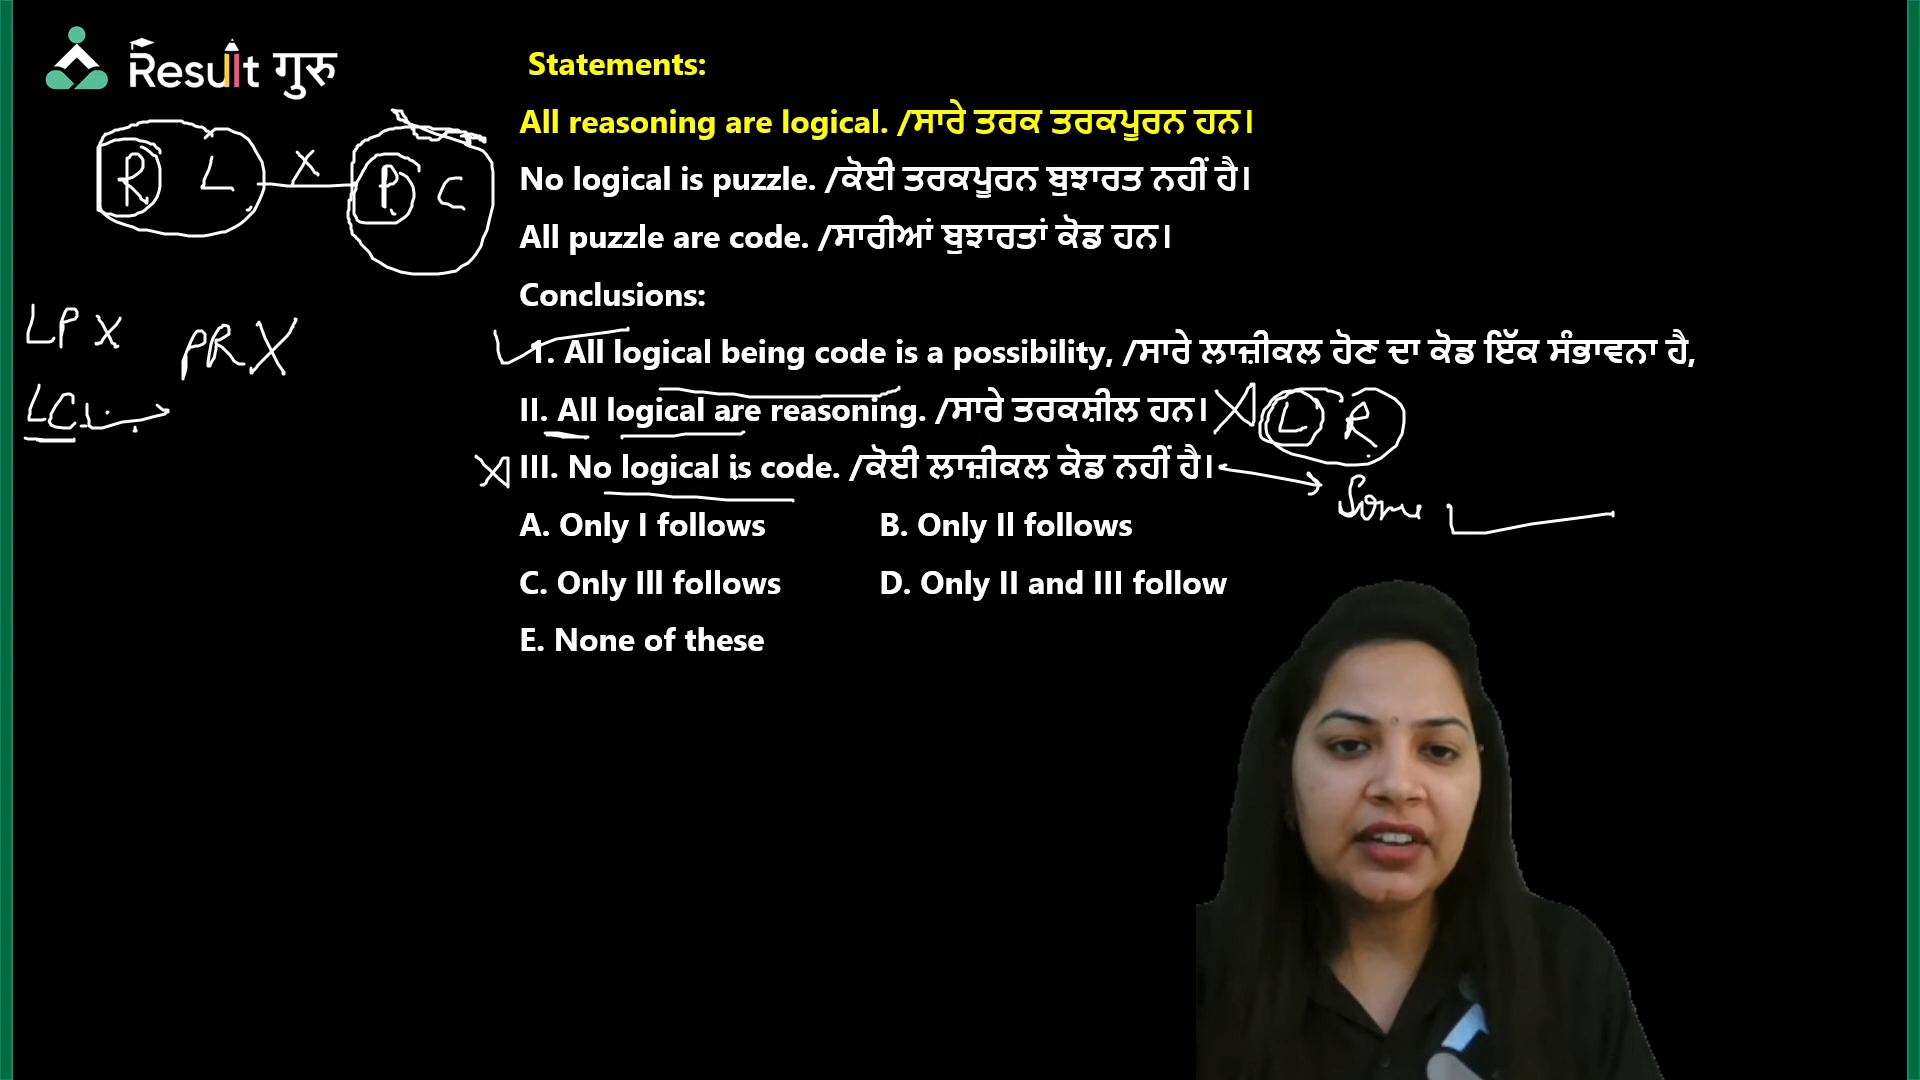 Result गुरु
Statements:
All reasoning are logical. /ਸਾਰੇ ਤਰਕ ਤਰਕਪੂਰਨ ਹਨ।
No logical is puzzle. /ਕੋਈ ਤਰਕਪੂਰਨ ਬੁਝਾਰਤ ਨਹੀਂ ਹੈ।
All puzzle are code. /ਸਾਰੀਆਂ ਬੁਝਾਰਤਾਂ ਕੋਡ ਹਨ।
Conclusions:
1. All logical being code is a possibility, /ਸਾਰੇ ਲਾਜ਼ੀਕਲ ਹੋਣ ਦਾ ਕੋਡ ਇੱਕ ਸੰਭਾਵਨਾ ਹੈ,
II. All logical are reasoning. /ਸਾਰੇ ਤਰਕਸ਼ੀਲ ਹਨ।
III. No logical is code. /ਕੋਈ ਲਾਜ਼ੀਕਲ ਕੋਡ ਨਹੀਂ ਹੈ।
A. Only I follows B. Only Il follows
C. Only Ill follows D. Only II and III follow
E. None of these
R L X P C
LP X PR X
LC
L R
Some